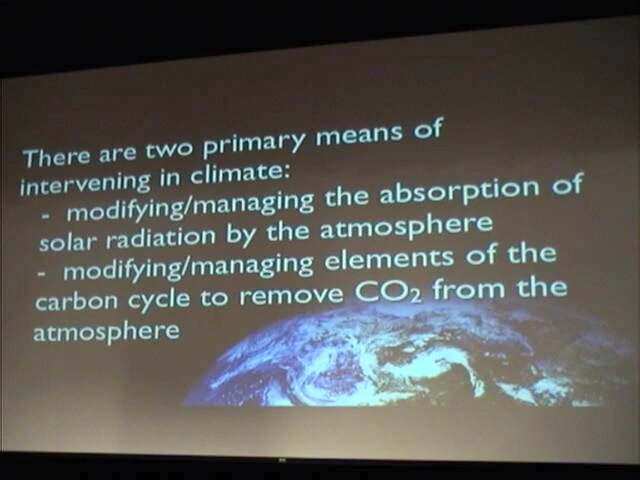 There are two primary means of
intervening in climate:
- modifying/managing the absorption of
solar radiation by the atmosphere
- modifying/managing elements of the
carbon cycle to remove CO₂ from the
atmosphere